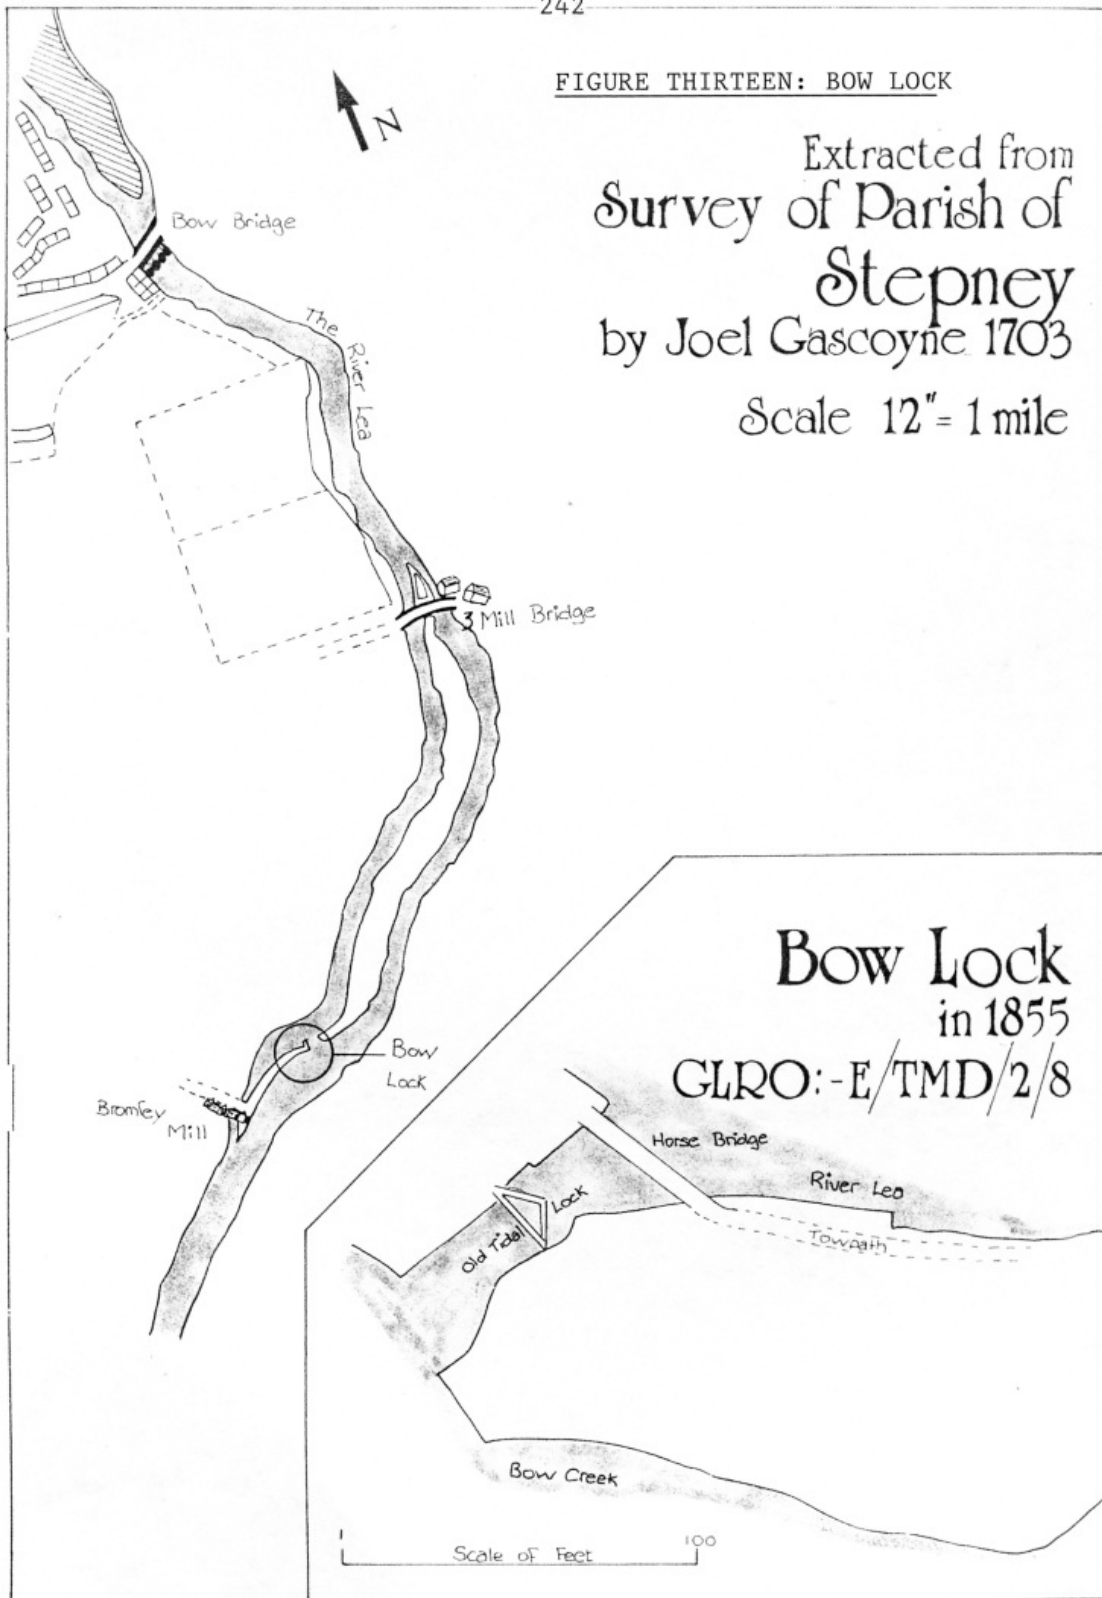 242
FIGURE THIRTEEN: BOW LOCK
N
Extracted from
Survey of Parish of
Stepney
by Joel Gascoyne 1703
Scale 12"= 1 mile
Bow Bridge
The River Lea
3 Mill Bridge
Bow
Lock
Bromley
Mill
Bow Lock
in 1855
GLRO:-E/TMD/2/8
Horse Bridge
River Lea
Towpath
Old Tidal Lock
Bow Creek
100
Scale of Feet